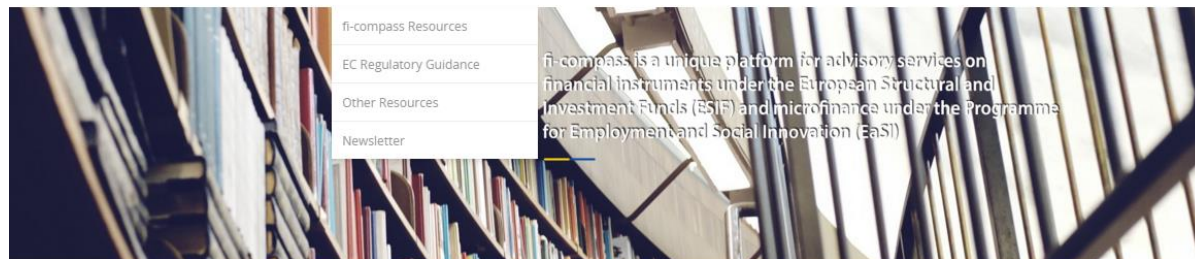 fi-compass Resources
EC Regulatory Guidance
Other Resources
Newsletter
fi-compass is a unique platform for advisory services on
financial instruments under the European Structural and
Investment Funds (ESIF) and microfinance under the Programme
for Employment and Social Innovation (EaSI)